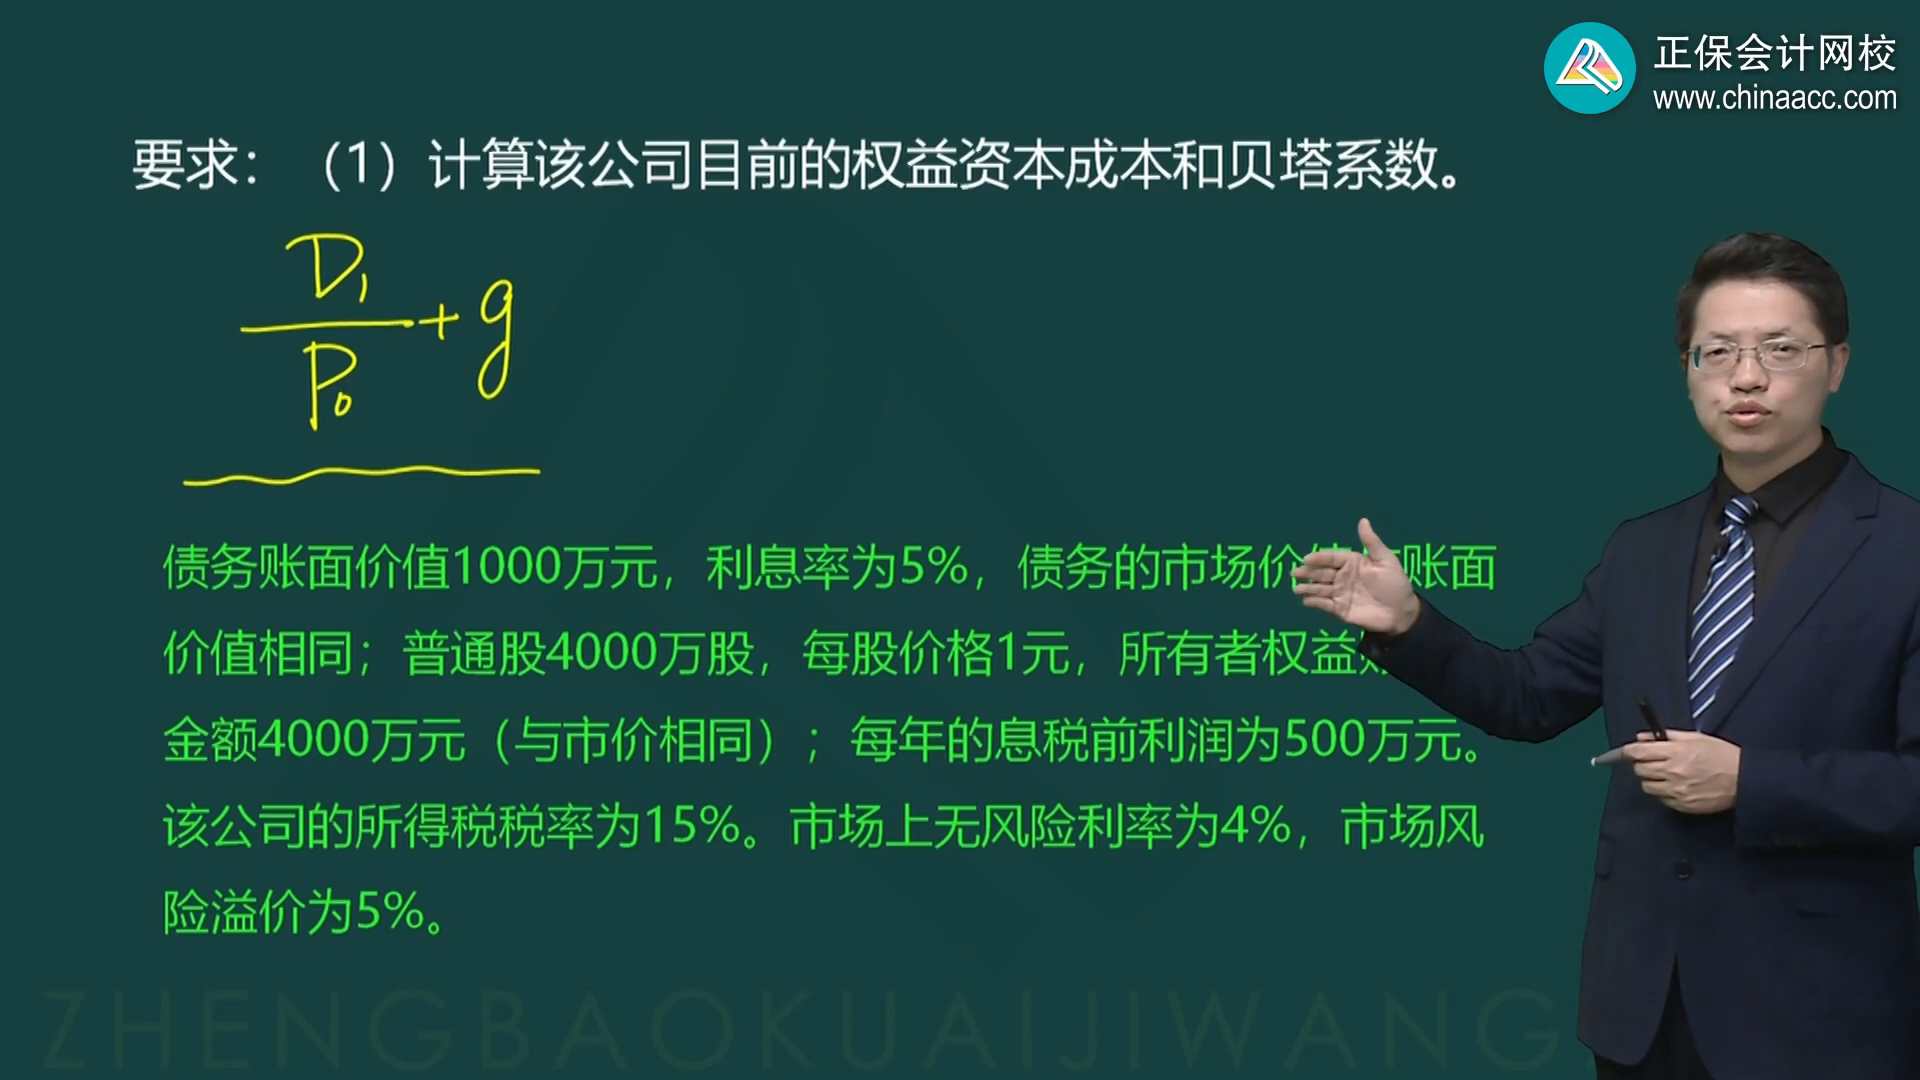 正保会计网校
www.chinaacc.com
要求：（1）计算该公司目前的权益资本成本和贝塔系数。
D₁
+ g
P₀
债务账面价值1000万元，利息率为5%，债务的市场价 账面
价值相同；普通股4000万股，每股价格1元，所有者权益
金额4000万元（与市价相同）；每年的息税前利润为500万元。
该公司的所得税税率为15%。市场上无风险利率为4%，市场风
险溢价为5%。
ZHENGBAOKUAIJIWANG